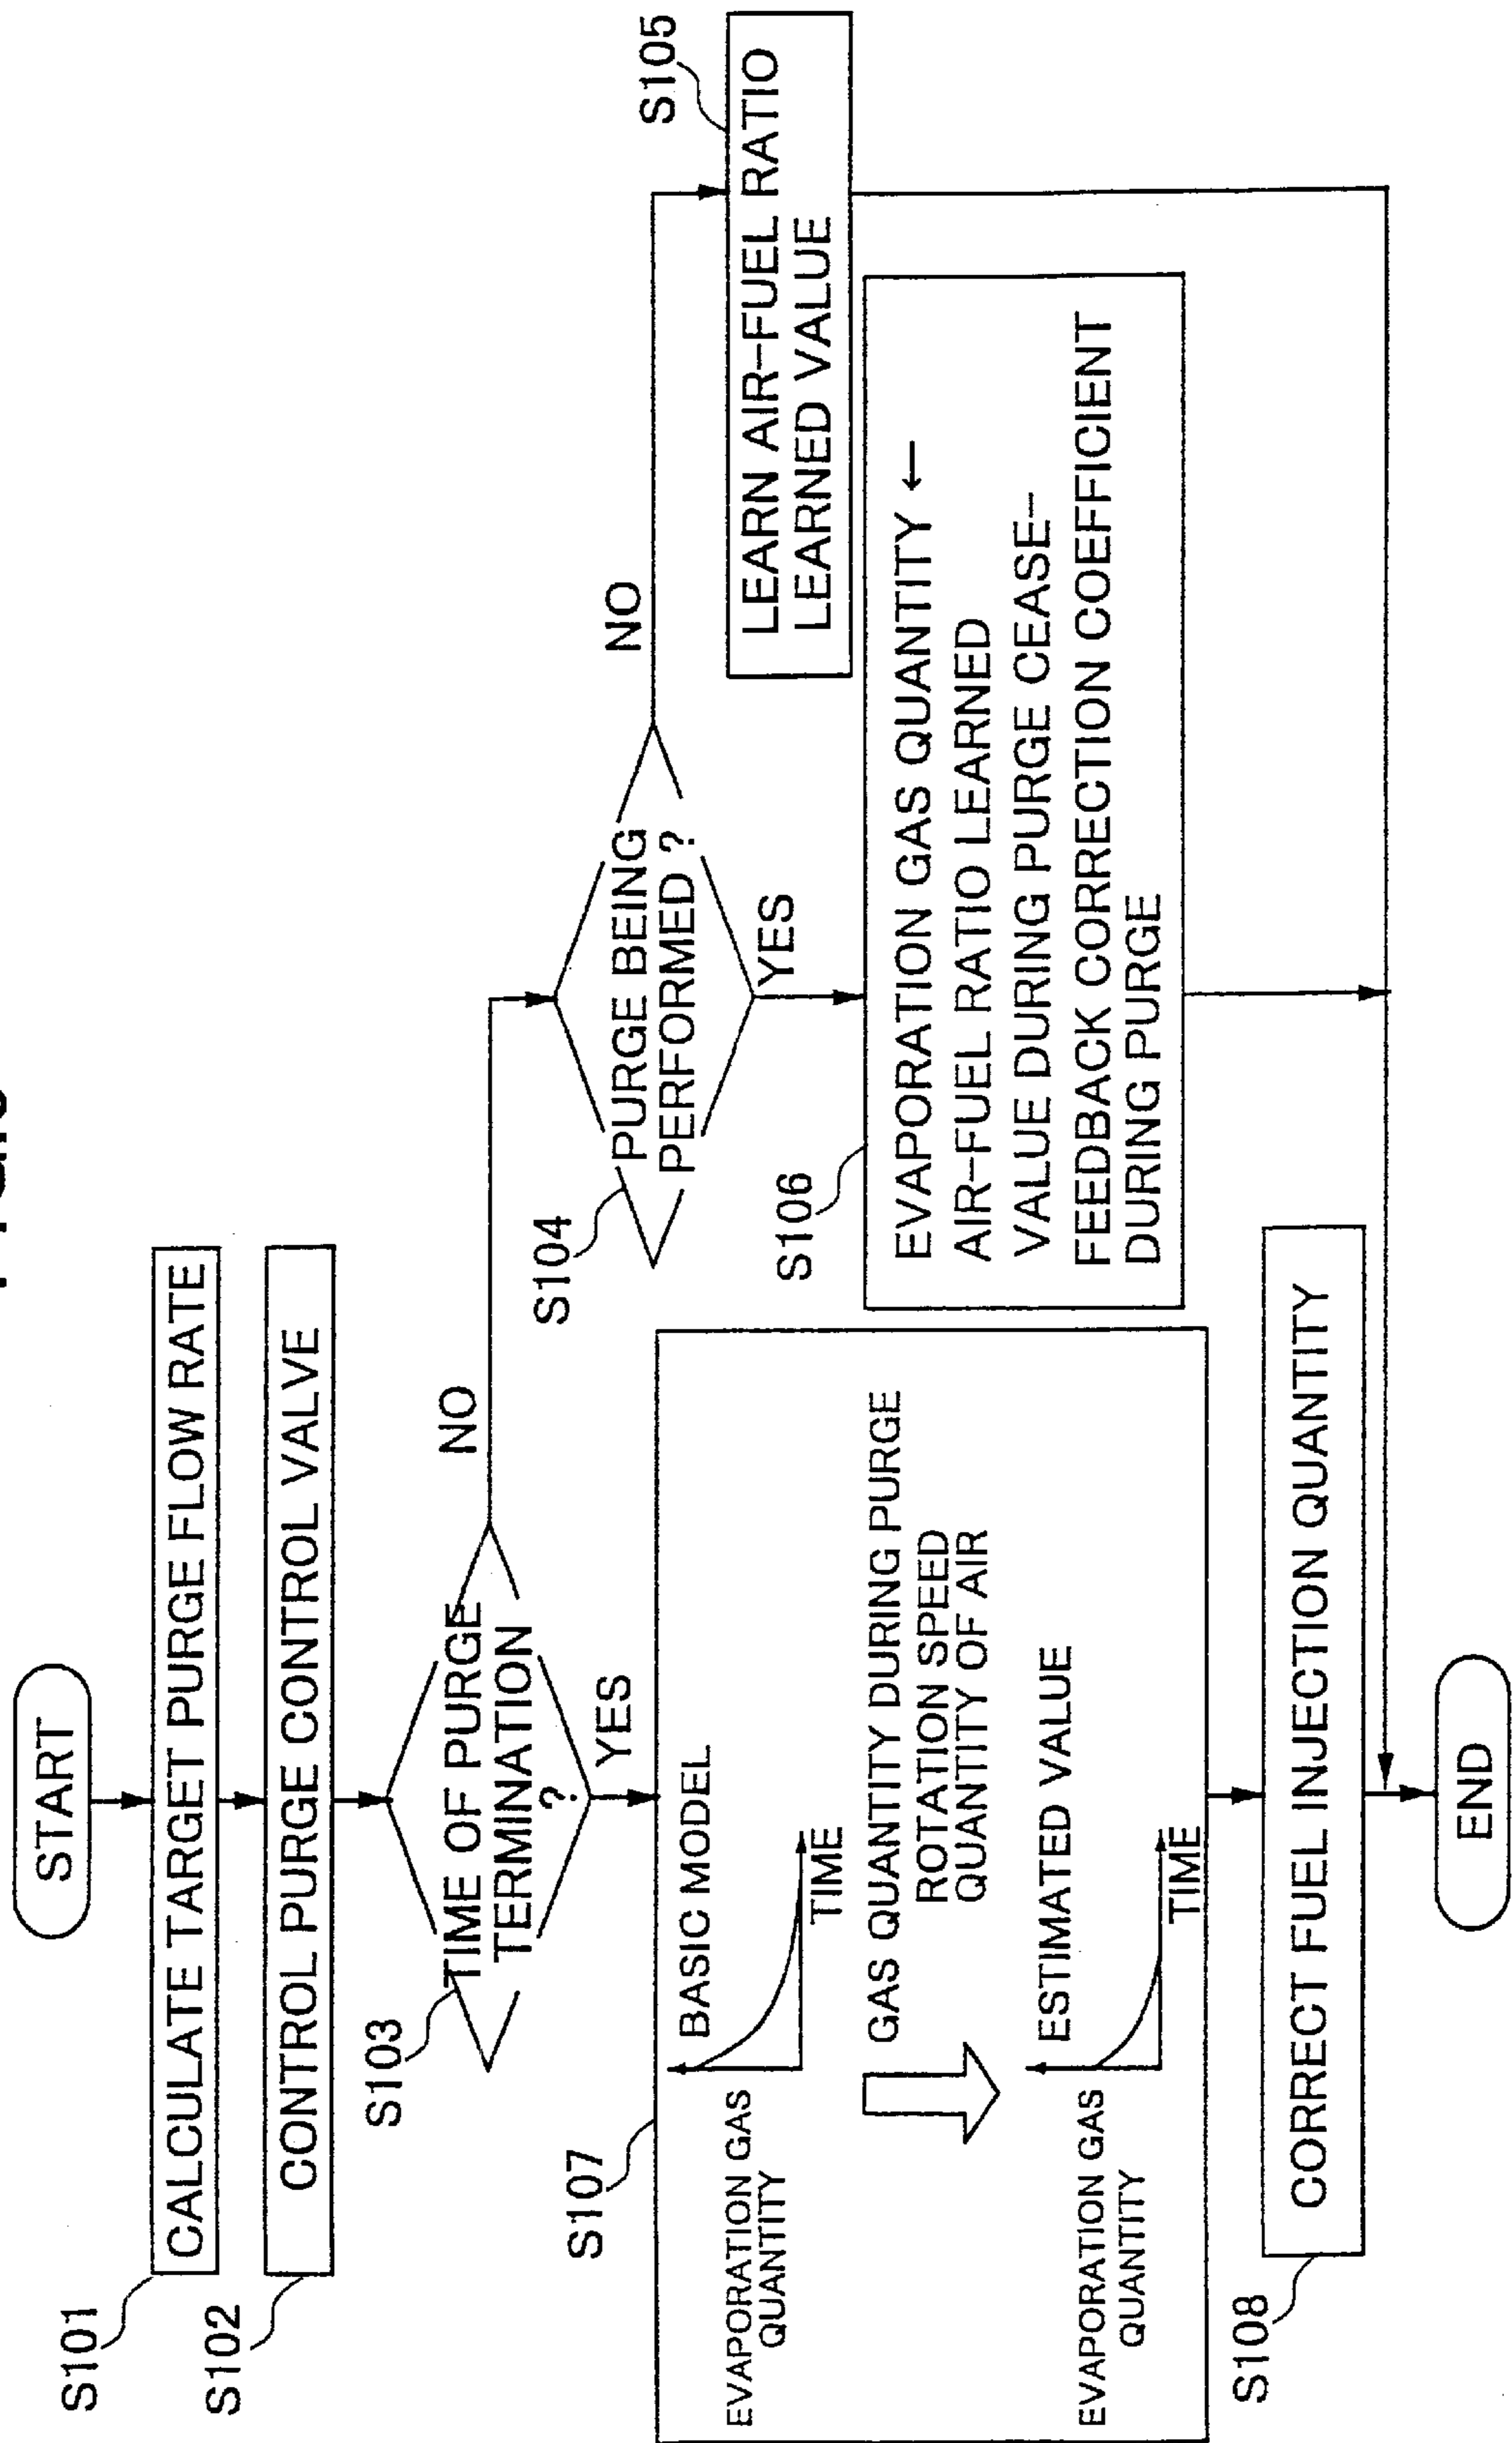 START
S101
CALCULATE TARGET PURGE FLOW RATE
S102
CONTROL PURGE CONTROL VALVE
S103
TIME OF PURGE
TERMINATION
?
NO
YES
S104
PURGE BEING
PERFORMED ?
NO
YES
S105
LEARN AIR-FUEL RATIO
LEARNED VALUE
S106
EVAPORATION GAS QUANTITY ←
AIR-FUEL RATIO LEARNED
VALUE DURING PURGE CEASE-
FEEDBACK CORRECTION COEFFICIENT
DURING PURGE
S107
BASIC MODEL
EVAPORATION GAS
QUANTITY
TIME
GAS QUANTITY DURING PURGE
ROTATION SPEED
QUANTITY OF AIR
ESTIMATED VALUE
EVAPORATION GAS
QUANTITY
TIME
S108
CORRECT FUEL INJECTION QUANTITY
END